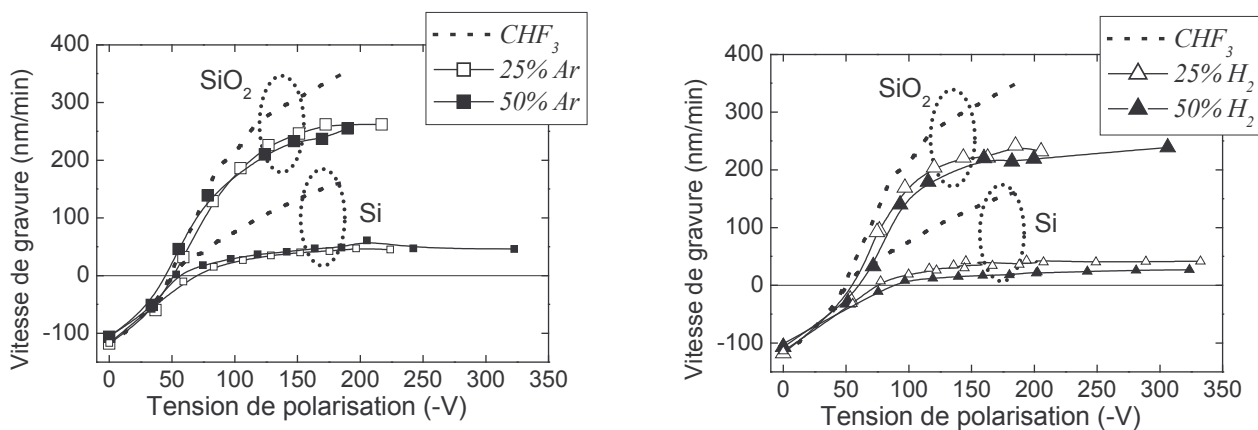 400
300
200
100
0
-100
Vitesse de gravure (nm/min)
CHF3
25% Ar
50% Ar
SiO2
Si
0 50 100 150 200 250 300 350
Tension de polarisation (-V)
400
300
200
100
0
-100
Vitesse de gravure (nm/min)
CHF3
25% H2
50% H2
SiO2
Si
0 50 100 150 200 250 300 350
Tension de polarisation (-V)